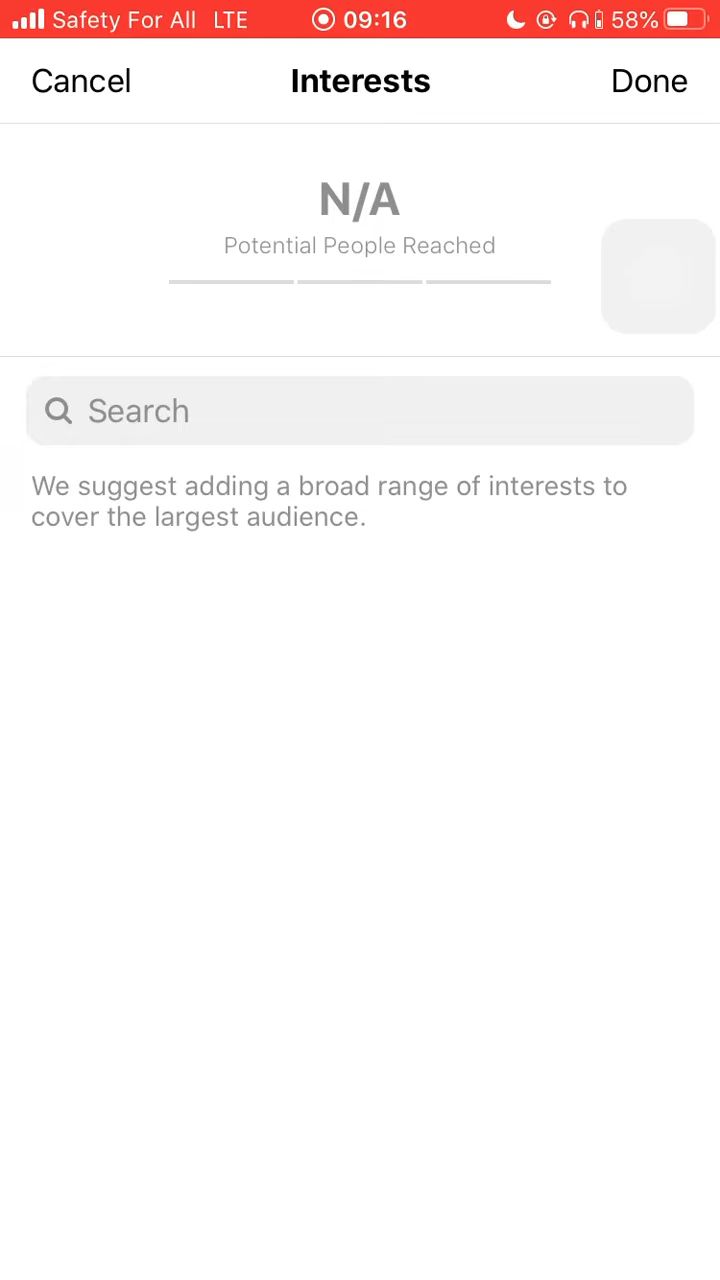 Safety For All LTE 09:16 58%
Cancel Interests Done
N/A
Potential People Reached
Search
We suggest adding a broad range of interests to
cover the largest audience.